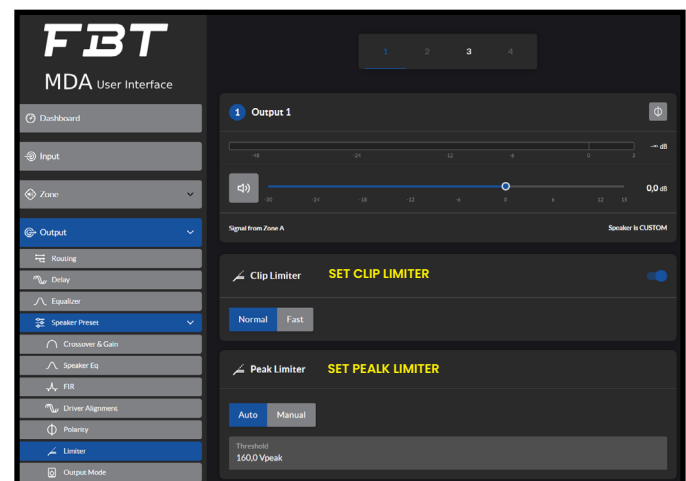 FBT
MDA User Interface
Dashboard
Input
Zone
Output
Routing
Delay
Equalizer
Speaker Preset
Crossover & Gain
Speaker Eq
FIR
Driver Alignment
Polarity
Limiter
Output Mode
1 2 3 4
1 Output 1
-∞ dB
-48 -24 -12 -6 0 3
0,0 dB
-30 -24 -18 -12 -6 0 6 12 15
Signal from Zone A Speaker is CUSTOM
Clip Limiter SET CLIP LIMITER
Normal Fast
Peak Limiter SET PEALK LIMITER
Auto Manual
Threshold
160,0 Vpeak